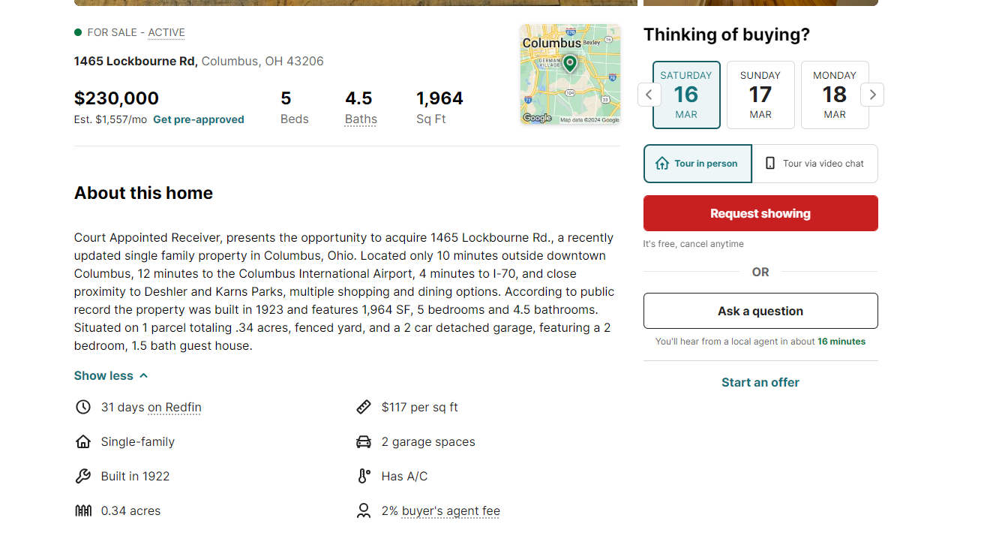 FOR SALE - ACTIVE
1465 Lockbourne Rd, Columbus, OH 43206
$230,000
Est. $1,557/mo Get pre-approved
5
Beds
4.5
Baths
1,964
Sq Ft
670
16
Columbus
Bexley
GERMAN
VILLAGE
70
104
33
71
Google
Map data ©2024 Google
About this home
Court Appointed Receiver, presents the opportunity to acquire 1465 Lockbourne Rd., a recently
updated single family property in Columbus, Ohio. Located only 10 minutes outside downtown
Columbus, 12 minutes to the Columbus International Airport, 4 minutes to I-70, and close
proximity to Deshler and Karns Parks, multiple shopping and dining options. According to public
record the property was built in 1923 and features 1,964 SF, 5 bedrooms and 4.5 bathrooms.
Situated on 1 parcel totaling .34 acres, fenced yard, and a 2 car detached garage, featuring a 2
bedroom, 1.5 bath guest house.
Show less
31 days on Redfin
$117 per sq ft
Single-family
2 garage spaces
Built in 1922
Has A/C
0.34 acres
2% buyer's agent fee
Thinking of buying?
SATURDAY
16
MAR
SUNDAY
17
MAR
MONDAY
18
MAR
Tour in person
Tour via video chat
Request showing
It's free, cancel anytime
OR
Ask a question
You'll hear from a local agent in about 16 minutes
Start an offer